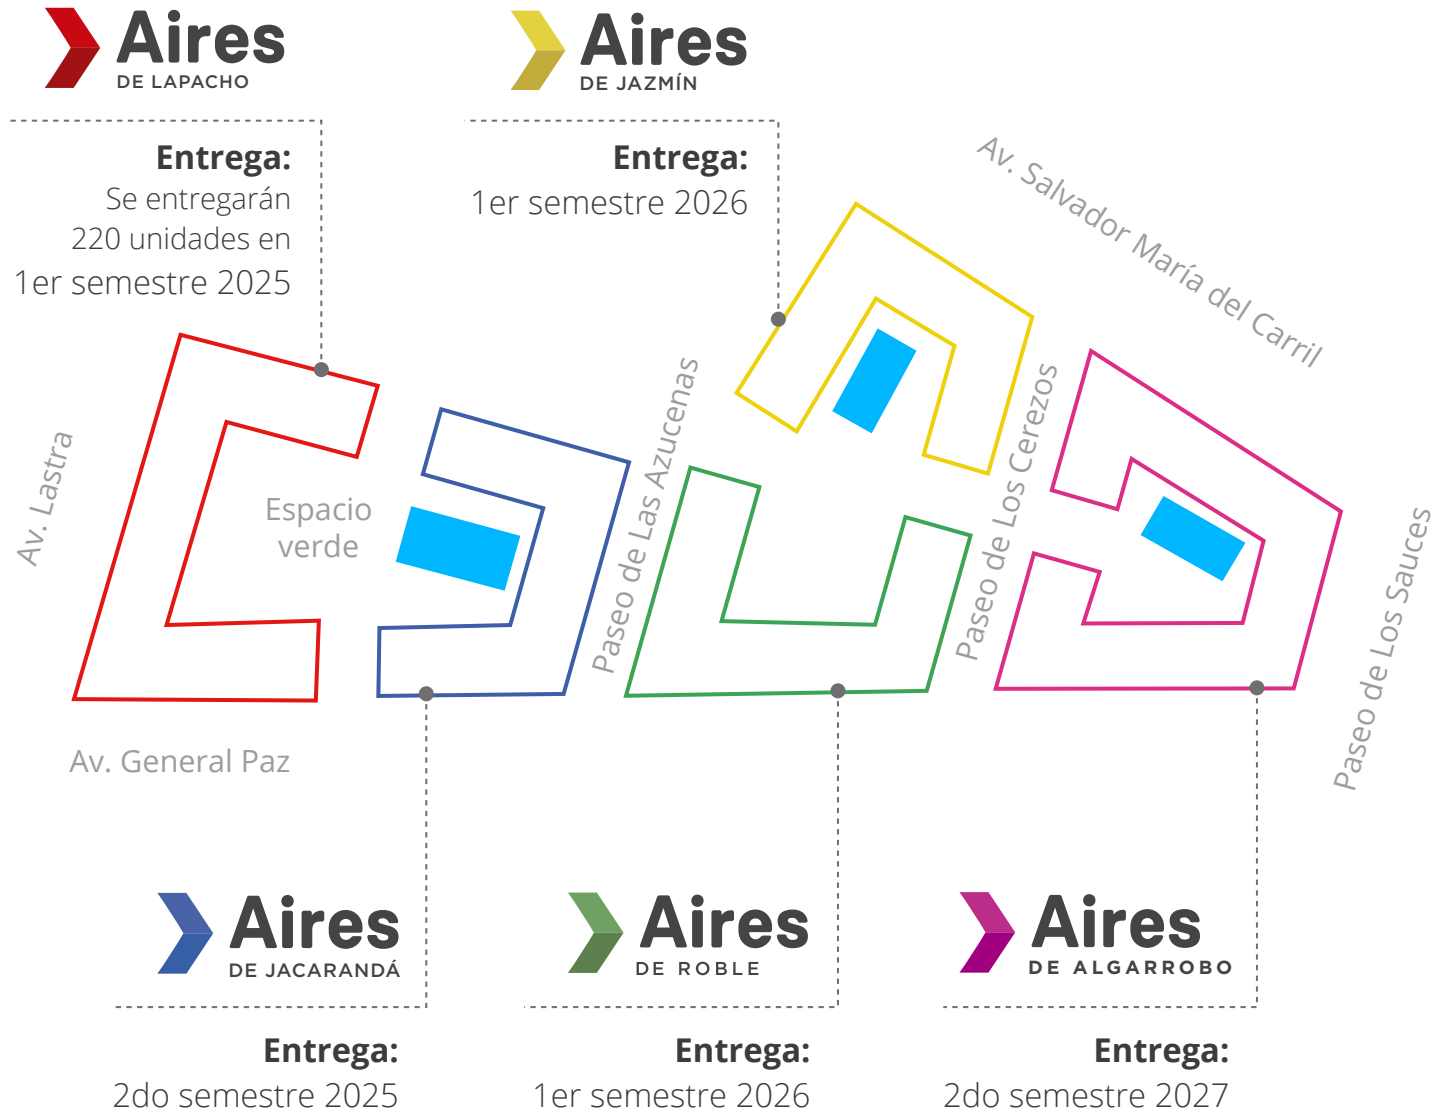 Aires
DE LAPACHO
Entrega:
Se entregarán
220 unidades en
1er semestre 2025
Aires
DE JAZMÍN
Entrega:
1er semestre 2026
Av. Salvador María del Carril
Av. Lastra
Espacio
verde
Paseo de Las Azucenas
Paseo de Los Cerezos
Paseo de Los Sauces
Av. General Paz
Aires
DE JACARANDÁ
Entrega:
2do semestre 2025
Aires
DE ROBLE
Entrega:
1er semestre 2026
Aires
DE ALGARROBO
Entrega:
2do semestre 2027